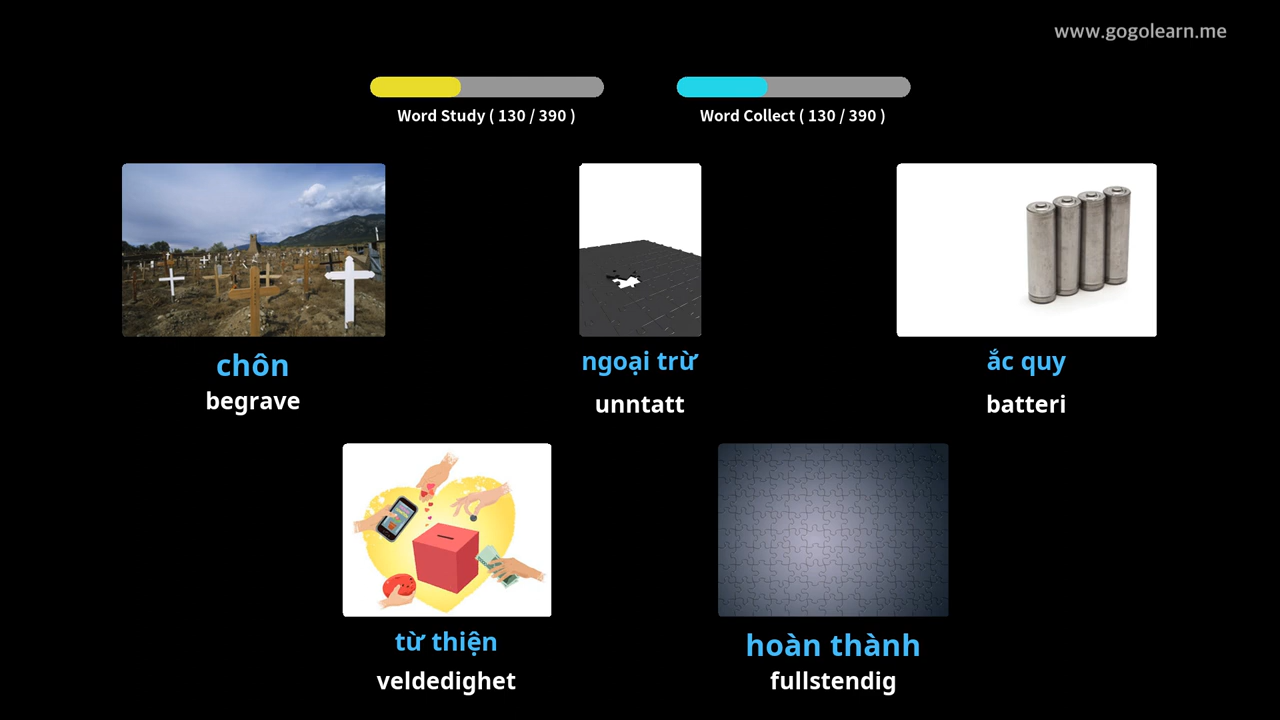 www.gogolearn.me
Word Study ( 130 / 390 )
Word Collect ( 130 / 390 )
chôn
begrave
ngoại trừ
unntatt
ắc quy
batteri
từ thiện
veldedighet
hoàn thành
fullstendig